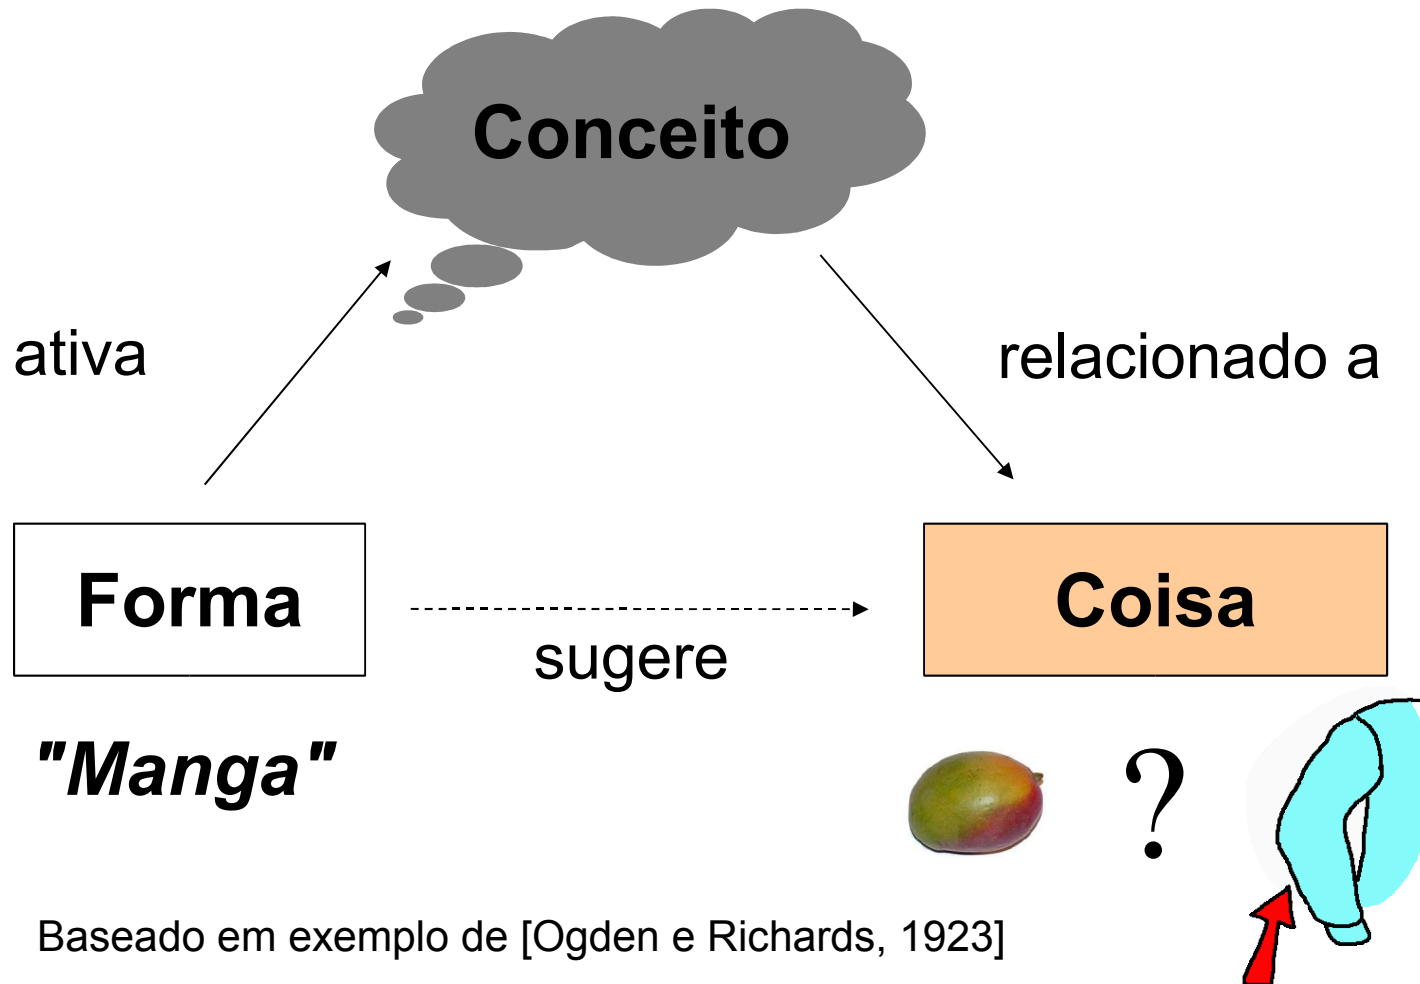 Conceito
ativa
relacionado a
Forma
Coisa
sugere
"Manga"
?
Baseado em exemplo de [Ogden e Richards, 1923]